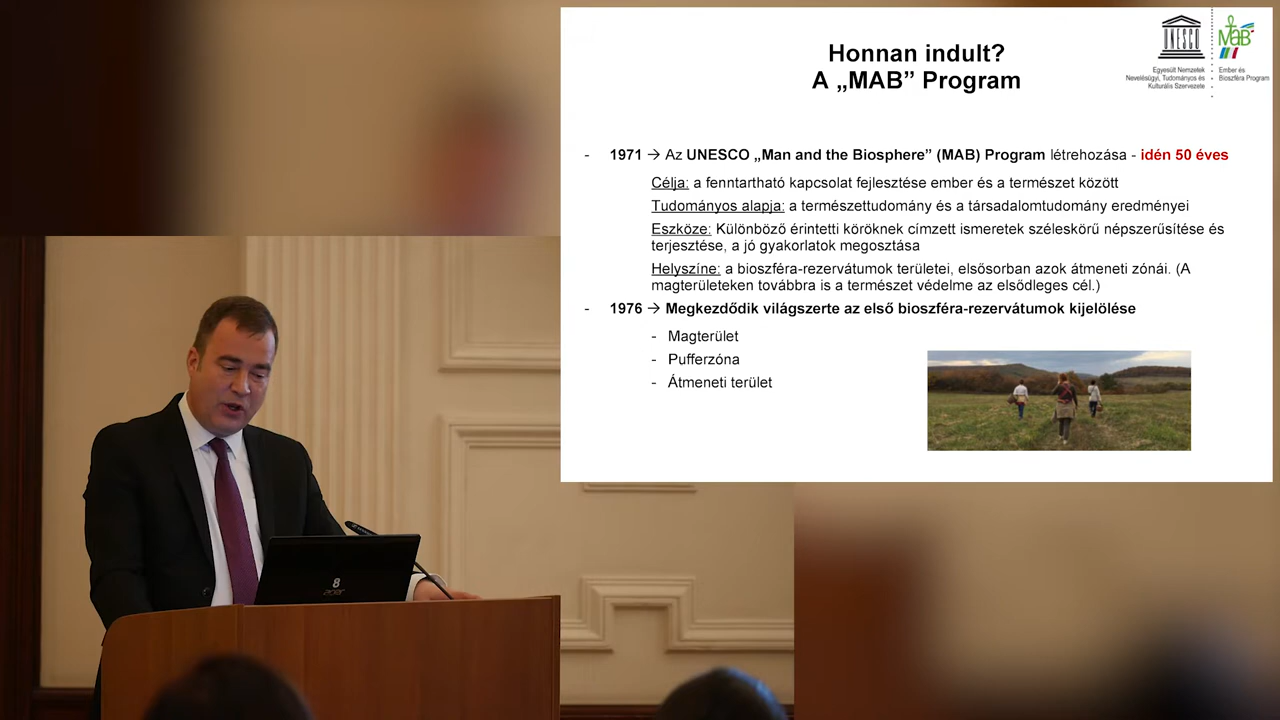 Honnan indult?
A „MAB” Program
UNESCO
MaB
Egyesült Nemzetek
Nevelésügyi, Tudományos és
Kulturális Szervezete
Ember és
Bioszféra Program
- 1971 → Az UNESCO „Man and the Biosphere” (MAB) Program létrehozása - idén 50 éves
Célja: a fenntartható kapcsolat fejlesztése ember és a természet között
Tudományos alapja: a természettudomány és a társadalomtudomány eredményei
Eszköze: Különböző érintetti köröknek címzett ismeretek széleskörű népszerűsítése és
terjesztése, a jó gyakorlatok megosztása
Helyszíne: a bioszféra-rezervátumok területei, elsősorban azok átmeneti zónái. (A
magterületeken továbbra is a természet védelme az elsődleges cél.)
- 1976 → Megkezdődik világszerte az első bioszféra-rezervátumok kijelölése
- Magterület
- Pufferzóna
- Átmeneti terület
8
acer